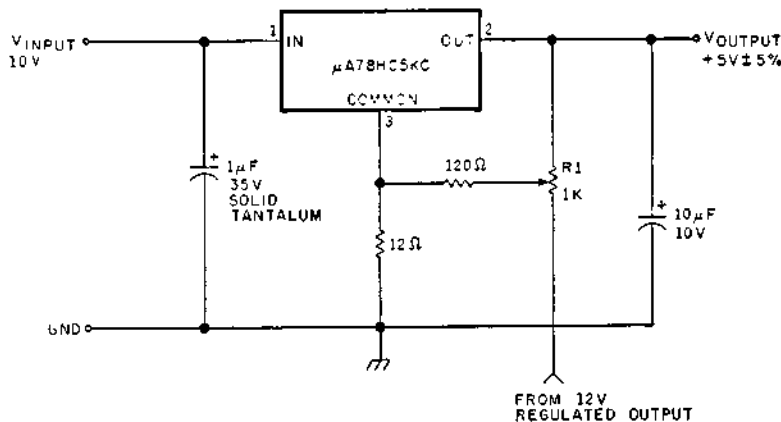 VINPUT
10V
1
IN
OUT
2
μA78HO5KC
COMMON
3
VOUTPUT
+5V±5%
+
1μF
35V
SOLID
TANTALUM
120Ω
R1
1K
+
10μF
10V
12Ω
GND
FROM 12V
REGULATED OUTPUT